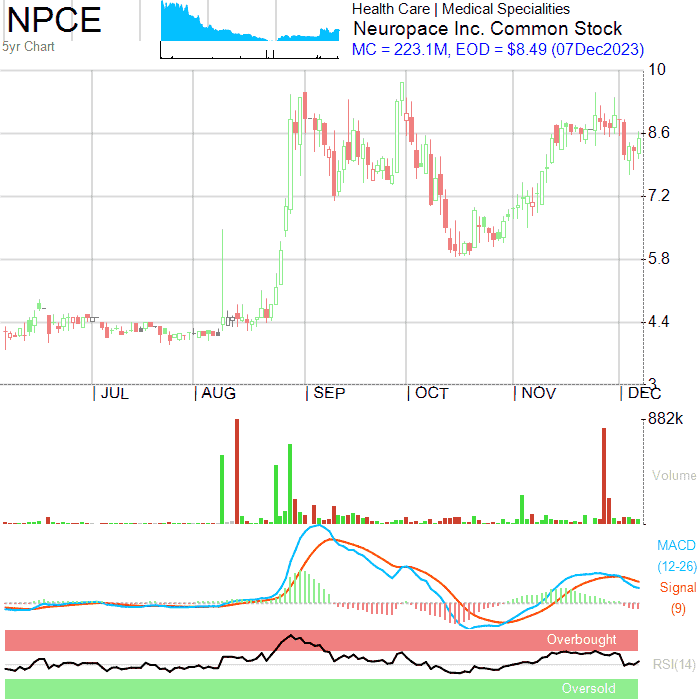 NPCE
5yr Chart
Health Care | Medical Specialities
Neuropace Inc. Common Stock
MC = 223.1M, EOD = $8.49 (07Dec2023)
10
8.6
7.2
5.8
4.4
3
JUL AUG SEP OCT NOV DEC
882k
Volume
MACD
(12-26)
Signal
(9)
Overbought
RSI(14)
Oversold